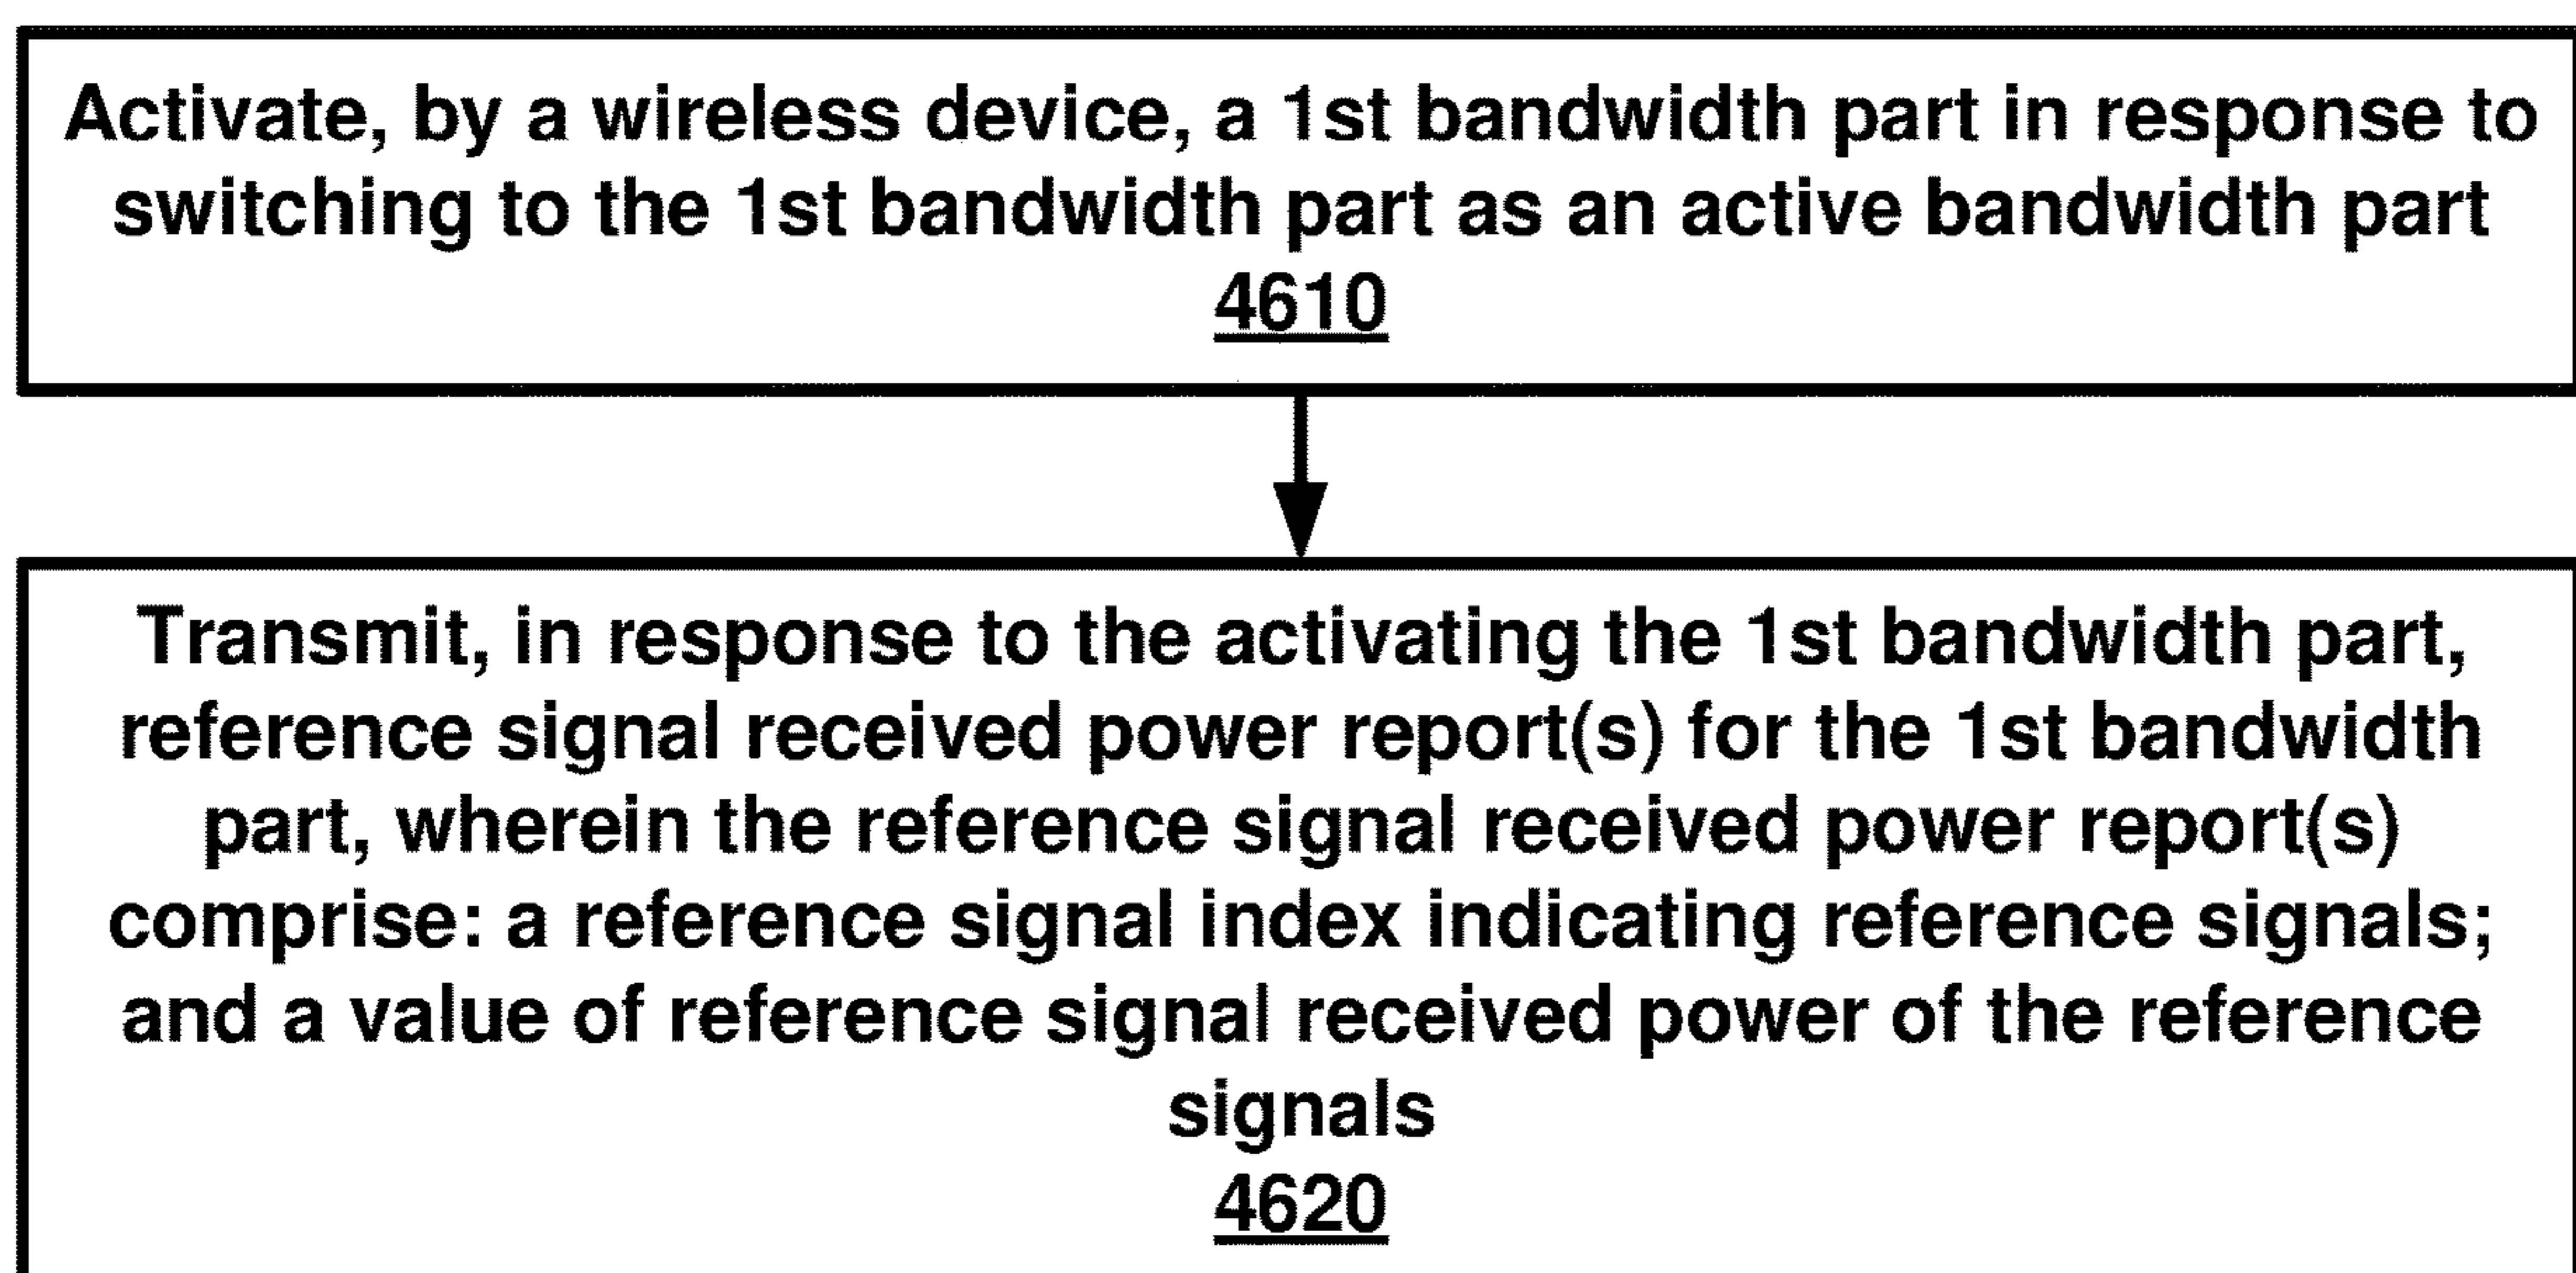 Activate, by a wireless device, a 1st bandwidth part in response to
switching to the 1st bandwidth part as an active bandwidth part
4610
Transmit, in response to the activating the 1st bandwidth part,
reference signal received power report(s) for the 1st bandwidth
part, wherein the reference signal received power report(s)
comprise: a reference signal index indicating reference signals;
and a value of reference signal received power of the reference
signals
4620